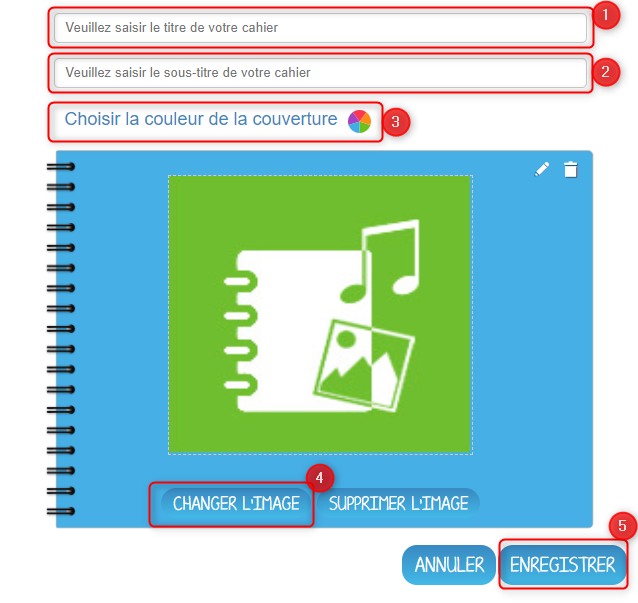 Veuillez saisir le titre de votre cahier 1
Veuillez saisir le sous-titre de votre cahier 2
Choisir la couleur de la couverture 3
4
CHANGER L'IMAGE SUPPRIMER L'IMAGE
5
ANNULER ENREGISTRER